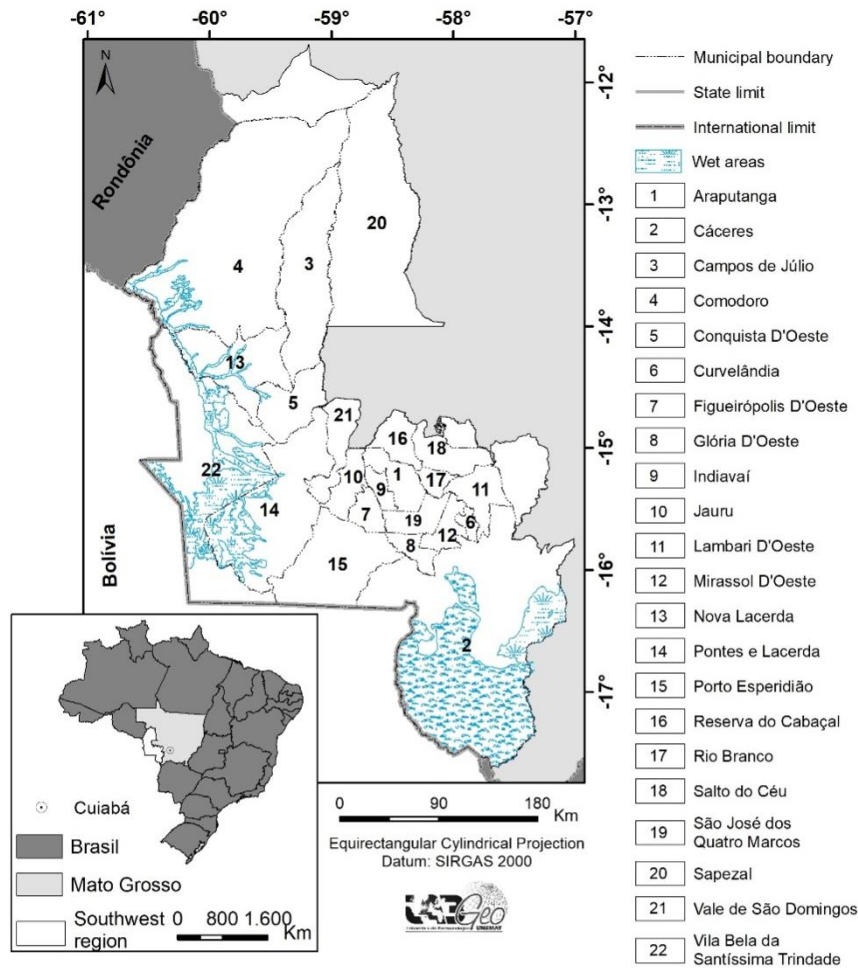 -61° -60° -59° -58° -57°
N
-12°
-13°
-14°
-15°
-16°
-17°
Rondônia
Bolívia
20
4
3
13
5
21
16
18
22
10
9
1
17
11
14
7
19
12
6
8
15
2
Municipal boundary
State limit
International limit
Wet areas
1 Araputanga
2 Cáceres
3 Campos de Júlio
4 Comodoro
5 Conquista D'Oeste
6 Curvelândia
7 Figueirópolis D'Oeste
8 Glória D'Oeste
9 Indiavaí
10 Jauru
11 Lambari D'Oeste
12 Mirassol D'Oeste
13 Nova Lacerda
14 Pontes e Lacerda
15 Porto Esperidião
16 Reserva do Cabaçal
17 Rio Branco
18 Salto do Céu
19 São José dos
Quatro Marcos
20 Sapezal
21 Vale de São Domingos
22 Vila Bela da
Santíssima Trindade
Cuiabá
Brasil
Mato Grosso
Southwest
region
0 800 1.600
Km
0 90 180
Km
Equirectangular Cylindrical Projection
Datum: SIRGAS 2000
Geo
UNEMAT